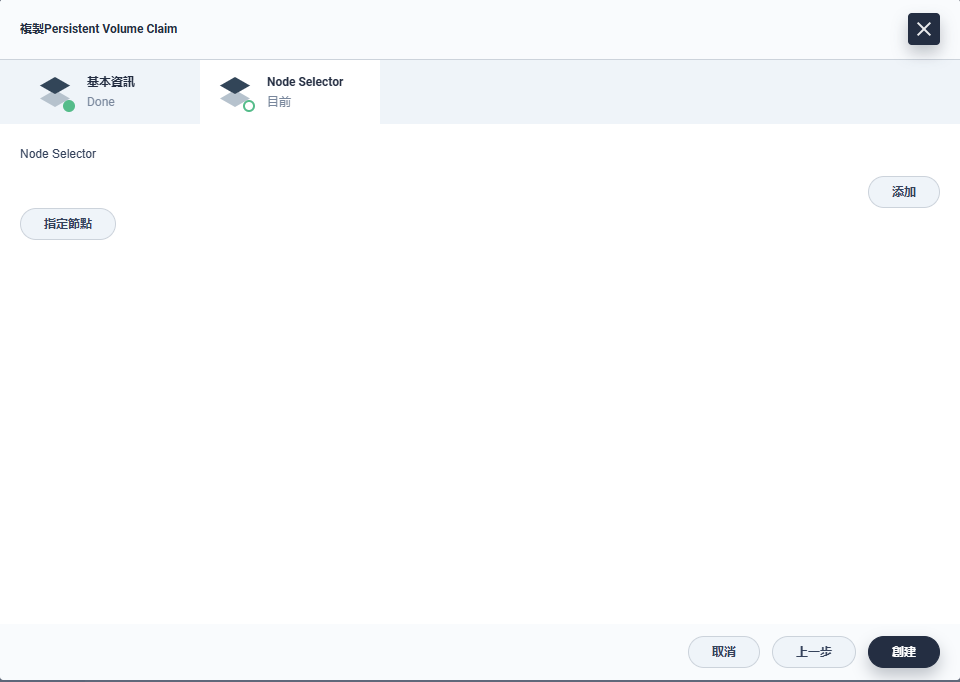 複製Persistent Volume Claim
基本資訊
Done
Node Selector
目前
Node Selector
添加
指定節點
取消
上一步
創建